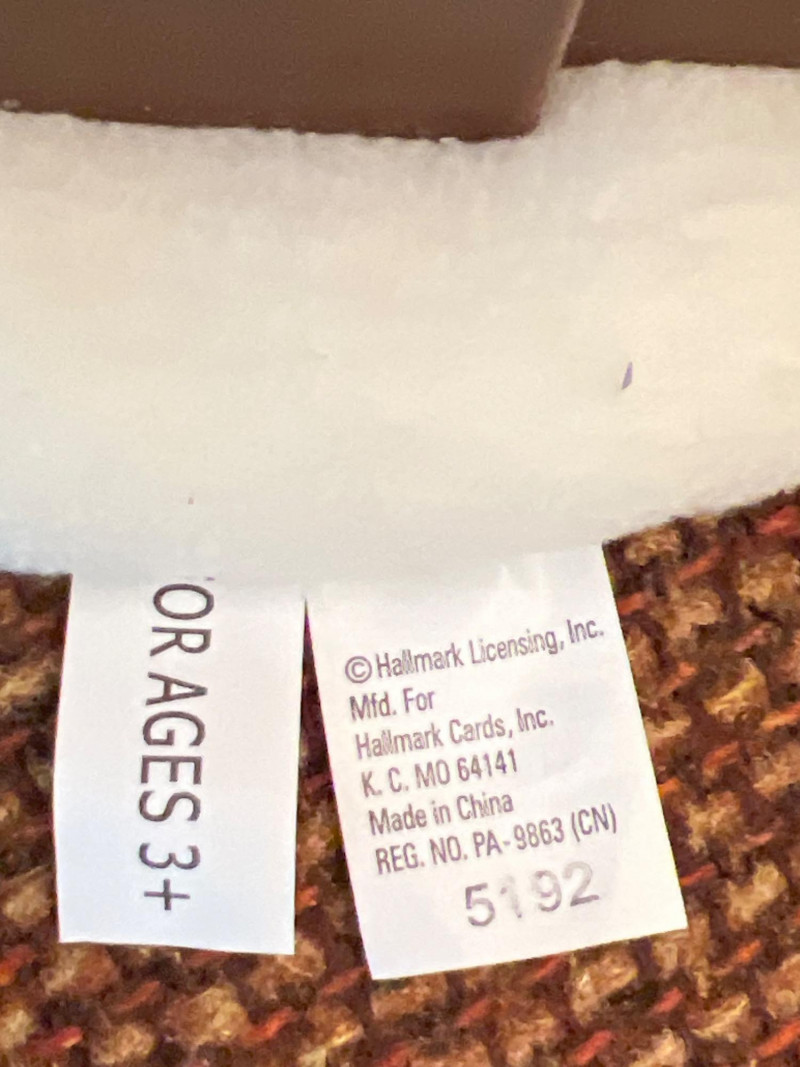 OR AGES 3+
© Hallmark Licensing, Inc.
Mfd. For
Hallmark Cards, Inc.
K. C. MO 64141
Made in China
REG. NO. PA-9863 (CN)
5192